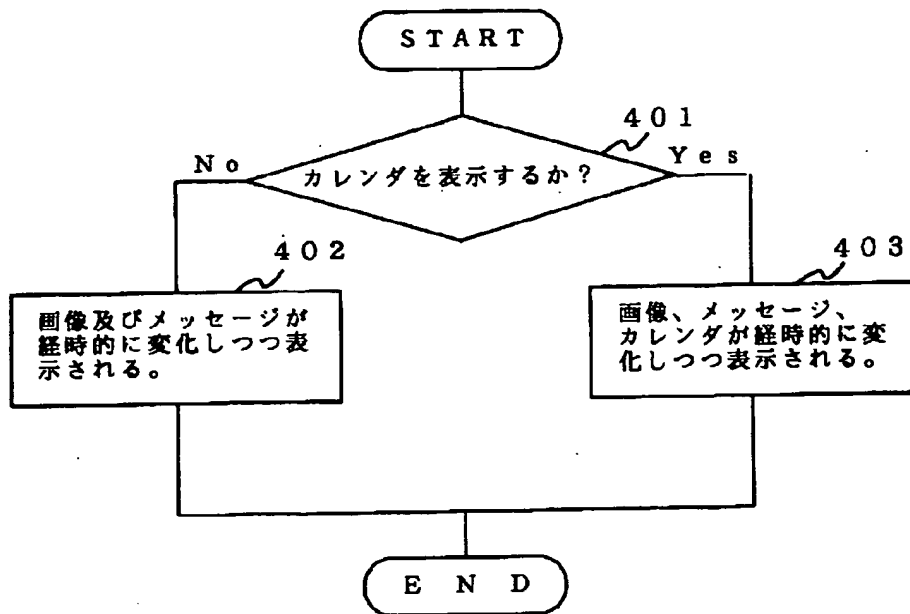 START
401
No
カレンダを表示するか?
Yes
402
403
画像及びメッセージが
経時的に変化しつつ表
示される。
画像、メッセージ、
カレンダが経時的に変
化しつつ表示される。
END